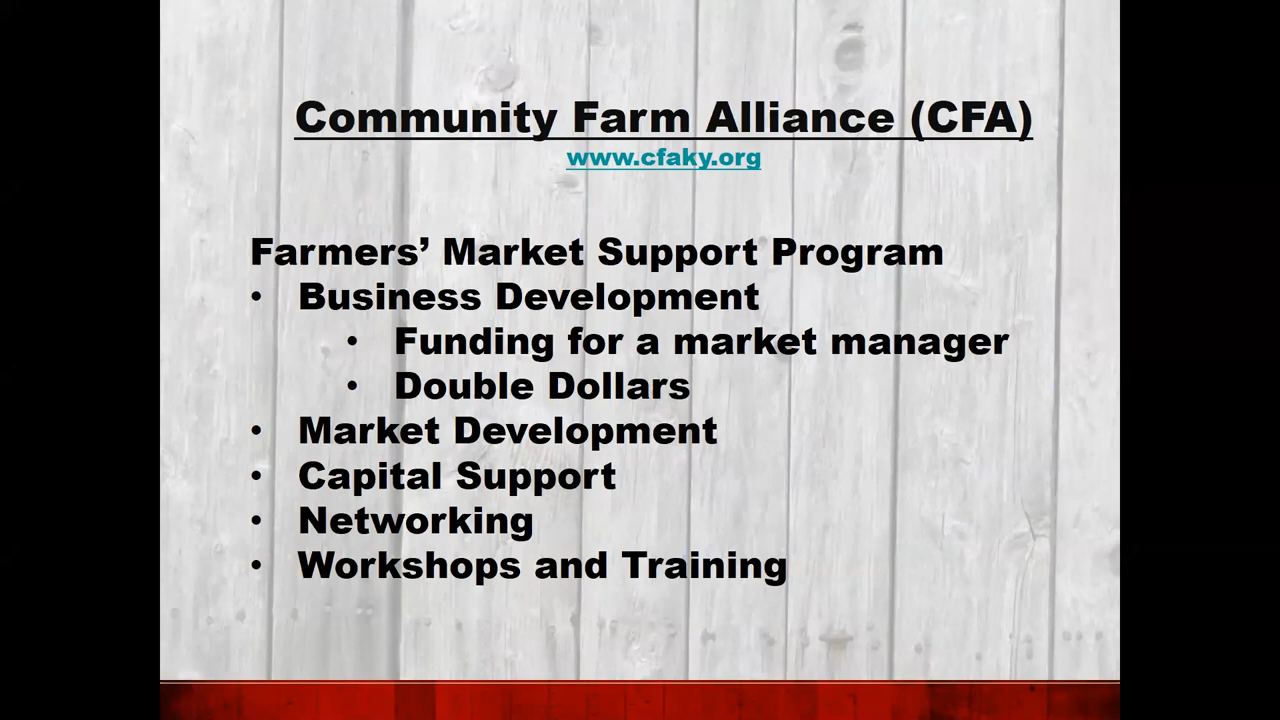 Community Farm Alliance (CFA)
www.cfaky.org
Farmers’ Market Support Program
• Business Development
• Funding for a market manager
• Double Dollars
• Market Development
• Capital Support
• Networking
• Workshops and Training